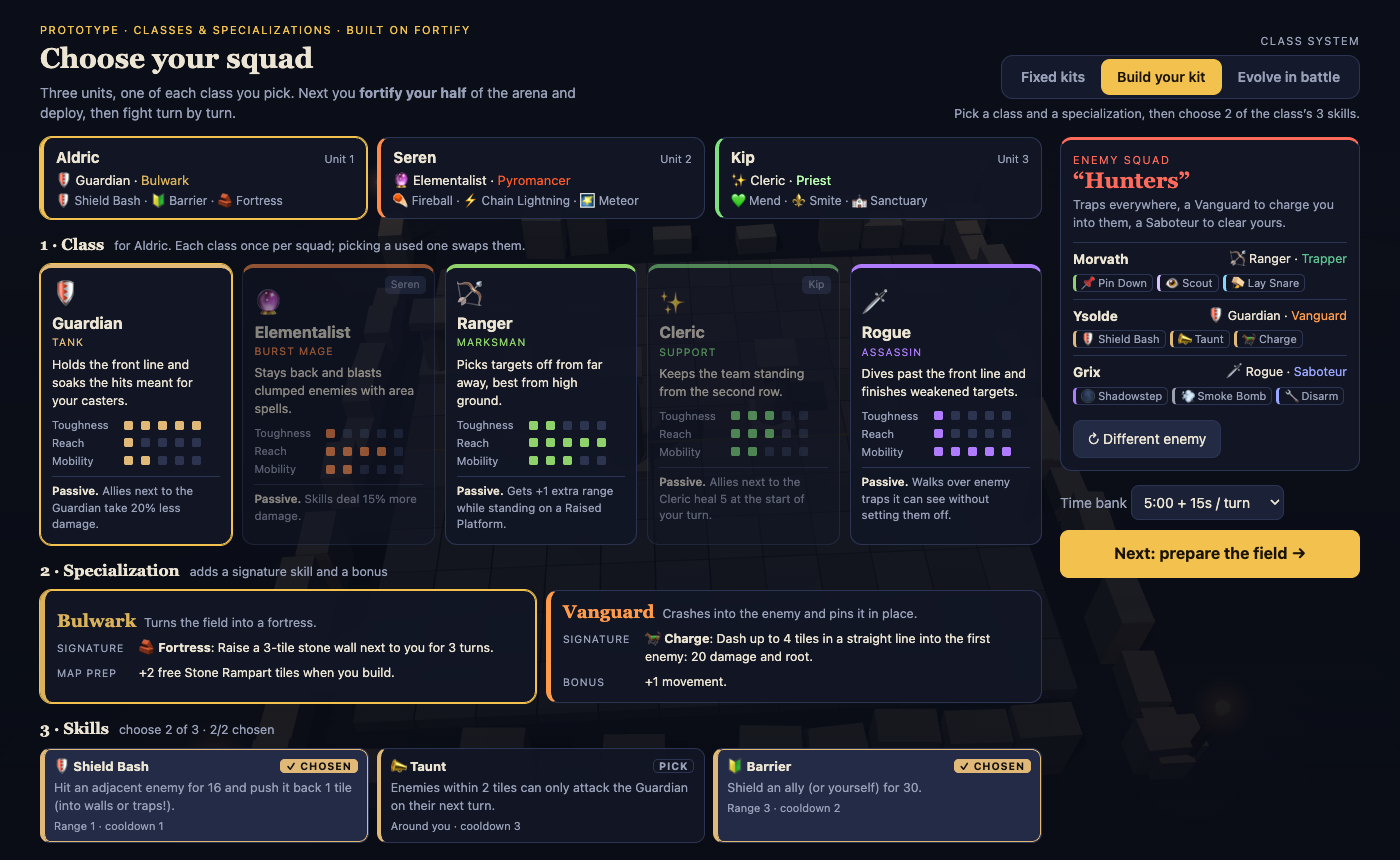 PROTOTYPE · CLASSES & SPECIALIZATIONS · BUILT ON FORTIFY
Choose your squad
Three units, one of each class you pick. Next you fortify your half of the arena and
deploy, then fight turn by turn.
CLASS SYSTEM
Fixed kits
Build your kit
Evolve in battle
Pick a class and a specialization, then choose 2 of the class's 3 skills.
Aldric
Unit 1
Guardian · Bulwark
Shield Bash · Barrier · Fortress
Seren
Unit 2
Elementalist · Pyromancer
Fireball · Chain Lightning · Meteor
Kip
Unit 3
Cleric · Priest
Mend · Smite · Sanctuary
1 · Class for Aldric. Each class once per squad; picking a used one swaps them.
Guardian
TANK
Holds the front line and
soaks the hits meant for
your casters.
Toughness
Reach
Mobility
Passive. Allies next to the
Guardian take 20% less
damage.
Seren
Elementalist
BURST MAGE
Stays back and blasts
clumped enemies with area
spells.
Toughness
Reach
Mobility
Passive. Skills deal 15% more
damage.
Ranger
MARKSMAN
Picks targets off from far
away, best from high
ground.
Toughness
Reach
Mobility
Passive. Gets +1 extra range
while standing on a Raised
Platform.
Kip
Cleric
SUPPORT
Keeps the team standing
from the second row.
Toughness
Reach
Mobility
Passive. Allies next to the
Cleric heal 5 at the start of
your turn.
Rogue
ASSASSIN
Dives past the front line and
finishes weakened targets.
Toughness
Reach
Mobility
Passive. Walks over enemy
traps it can see without
setting them off.
2 · Specialization adds a signature skill and a bonus
Bulwark Turns the field into a fortress.
SIGNATURE Fortress: Raise a 3-tile stone wall next to you for 3 turns.
MAP PREP +2 free Stone Rampart tiles when you build.
Vanguard Crashes into the enemy and pins it in place.
SIGNATURE Charge: Dash up to 4 tiles in a straight line into the first
enemy: 20 damage and root.
BONUS +1 movement.
3 · Skills choose 2 of 3 · 2/2 chosen
Shield Bash
✓ CHOSEN
Hit an adjacent enemy for 16 and push it back 1 tile
(into walls or traps!).
Range 1 · cooldown 1
Taunt
PICK
Enemies within 2 tiles can only attack the Guardian
on their next turn.
Around you · cooldown 3
Barrier
✓ CHOSEN
Shield an ally (or yourself) for 30.
Range 3 · cooldown 2
ENEMY SQUAD
“Hunters”
Traps everywhere, a Vanguard to charge you
into them, a Saboteur to clear yours.
Morvath
Ranger · Trapper
Pin Down
Scout
Lay Snare
Ysolde
Guardian · Vanguard
Shield Bash
Taunt
Charge
Grix
Rogue · Saboteur
Shadowstep
Smoke Bomb
Disarm
↻ Different enemy
Time bank 5:00 + 15s / turn
Next: prepare the field →